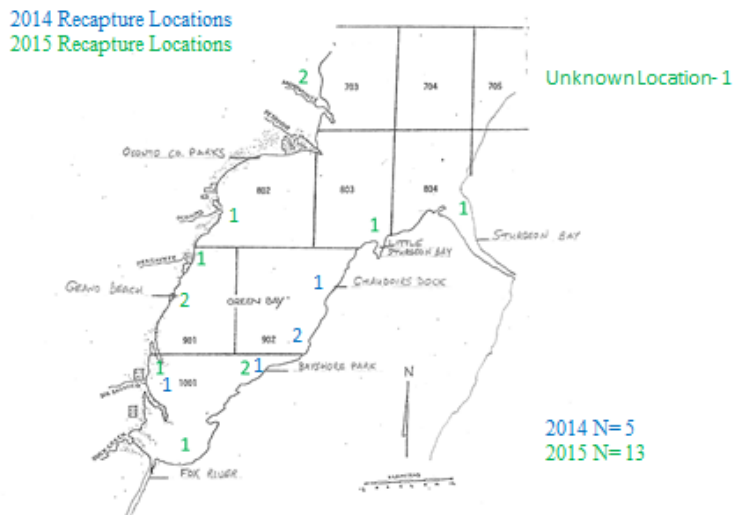 2014 Recapture Locations
2015 Recapture Locations
Unknown Location- 1
2
703
704
705
OCONTO CO. PARKS
802
803
804
1
1
1
STURGEON BAY
LITTLE
STURGEON BAY
1
GRAND BEACH
2
GREEN BAY
1
CHAUDOIRS DOCK
901
902
2
1
1
1001
2
1
BAYSHORE PARK
N
1
FOX RIVER
2014 N= 5
2015 N= 13